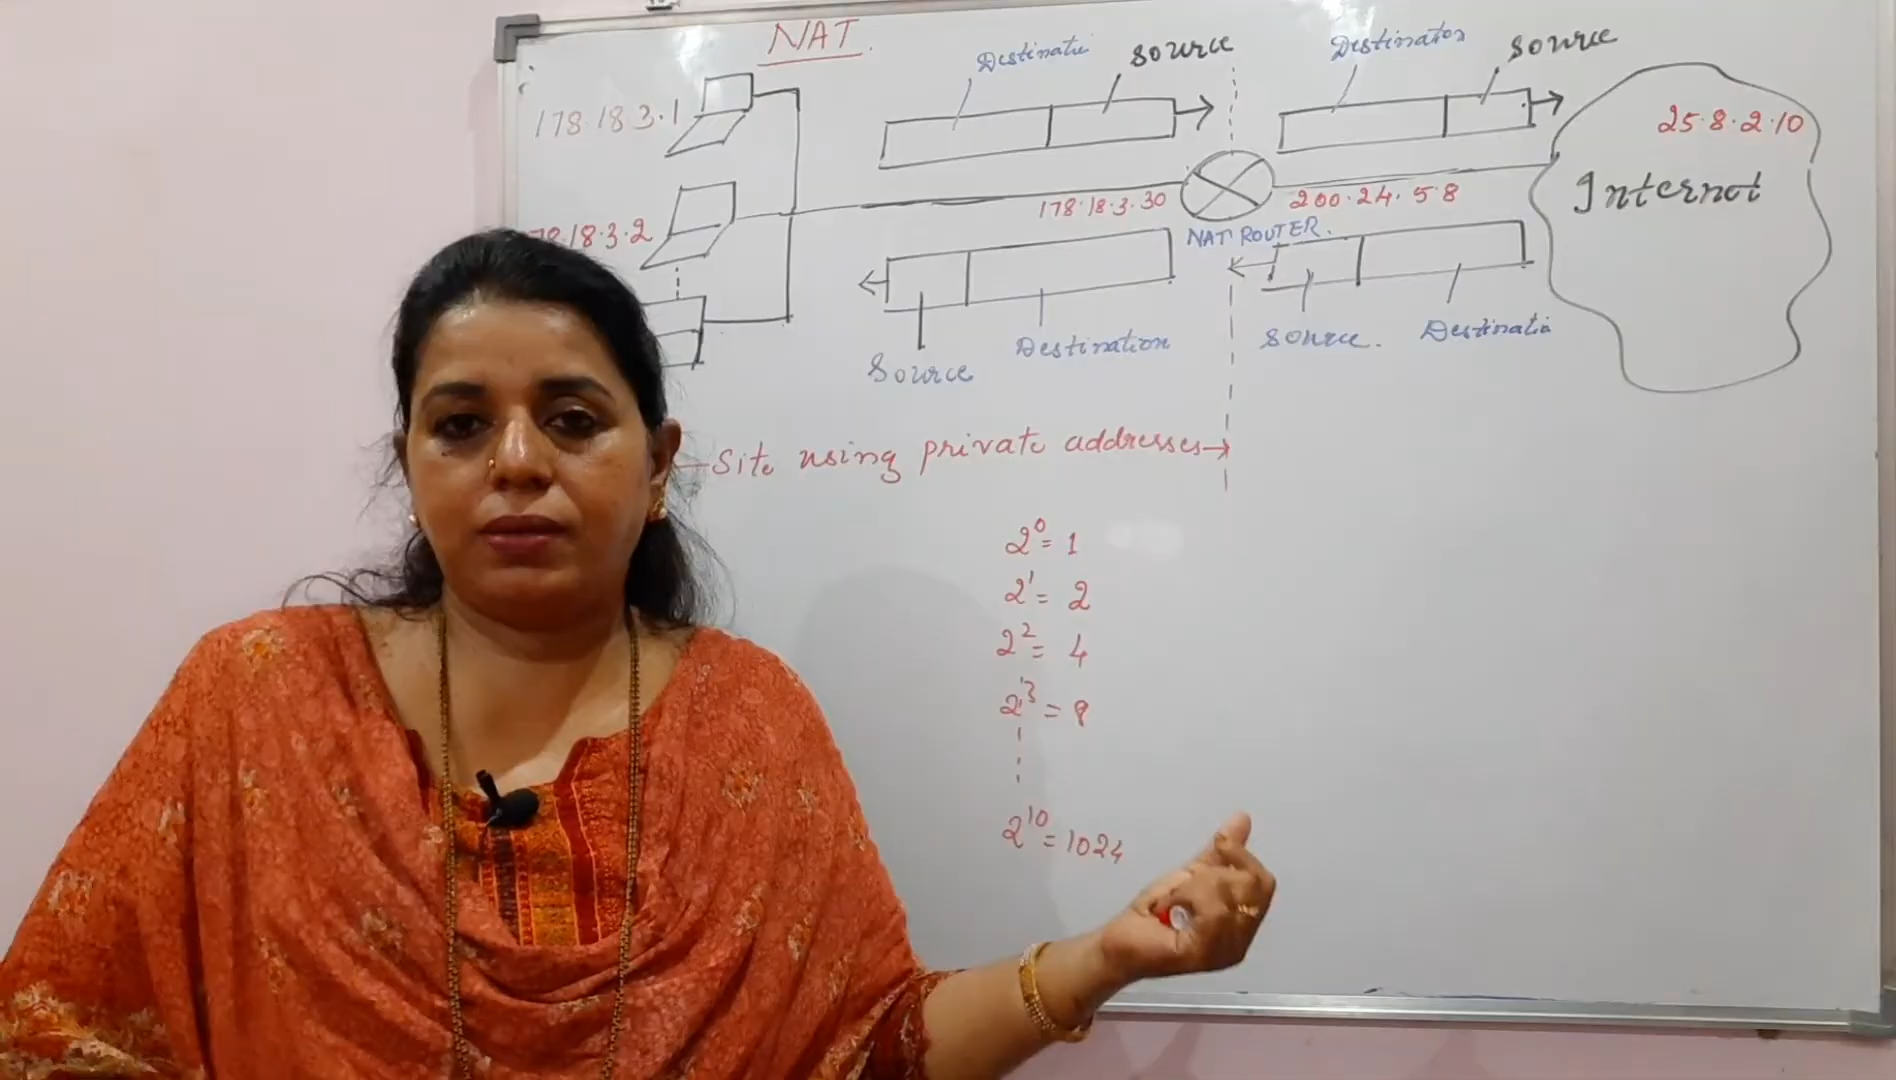 NAT.
Destinati
source
Destination
source
178.18.3.1
25.8.2.10
Internet
178.18.3.2
178.18.3.30
200.24.5.8
NAT ROUTER.
Source
Destination
Source.
Destinatio
Site using private addresses
2⁰ = 1
2¹ = 2
2² = 4
2³ = 8
2¹⁰ = 1024